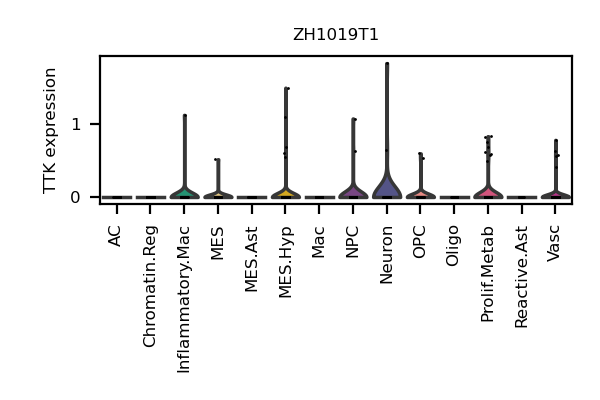 ZH1019T1
TTK expression
1
0
AC
Chromatin.Reg
Inflammatory.Mac
MES
MES.Ast
MES.Hyp
Mac
NPC
Neuron
OPC
Oligo
Prolif.Metab
Reactive.Ast
Vasc